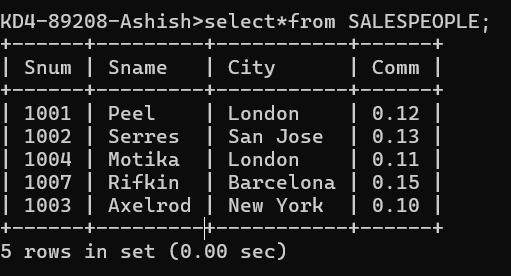 KD4-89208-Ashish>select*from SALESPEOPLE;
+------+---------+-----------+------+
| Snum | Sname   | City      | Comm |
+------+---------+-----------+------+
| 1001 | Peel    | London    | 0.12 |
| 1002 | Serres  | San Jose  | 0.13 |
| 1004 | Motika  | London    | 0.11 |
| 1007 | Rifkin  | Barcelona | 0.15 |
| 1003 | Axelrod | New York  | 0.10 |
+------+---------+-----------+------+
5 rows in set (0.00 sec)